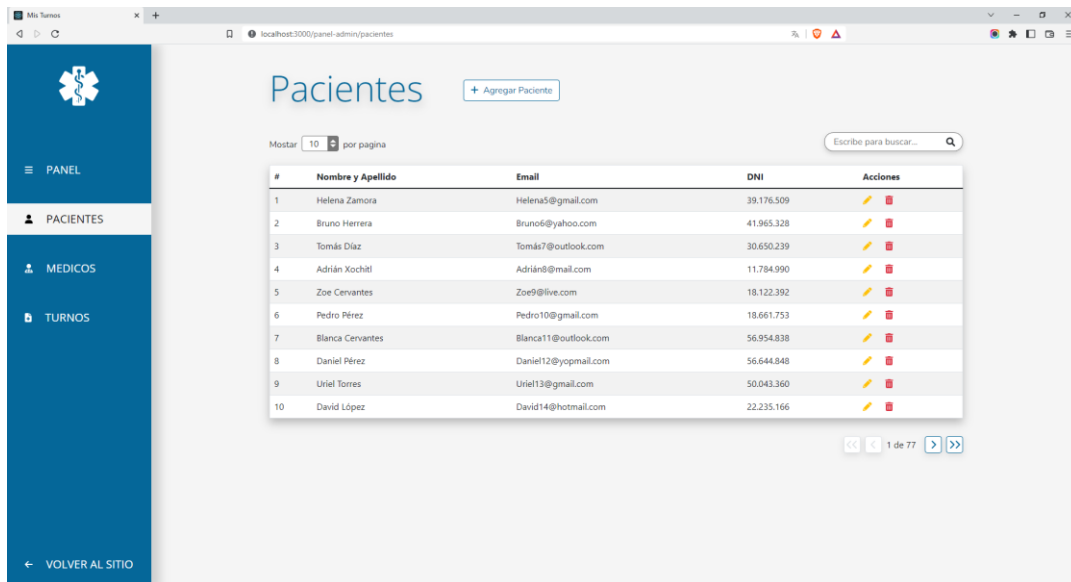 Mis Turnos
localhost:3000/panel-admin/pacientes
Pacientes
+ Agregar Paciente
Mostar 10 por pagina
Escribe para buscar...
PANEL
PACIENTES
MEDICOS
TURNOS
VOLVER AL SITIO
# Nombre y Apellido Email DNI Acciones
1 Helena Zamora Helena5@gmail.com 39.176.509
2 Bruno Herrera Bruno6@yahoo.com 41.965.328
3 Tomás Díaz Tomás7@outlook.com 30.650.239
4 Adrián Xochitl Adrián8@mail.com 11.784.990
5 Zoe Cervantes Zoe9@live.com 18.122.392
6 Pedro Pérez Pedro10@gmail.com 18.661.753
7 Blanca Cervantes Blanca11@outlook.com 56.954.838
8 Daniel Pérez Daniel12@yopmail.com 56.644.848
9 Uriel Torres Uriel13@gmail.com 50.043.360
10 David López David14@hotmail.com 22.235.166
<< < 1 de 77 > >>